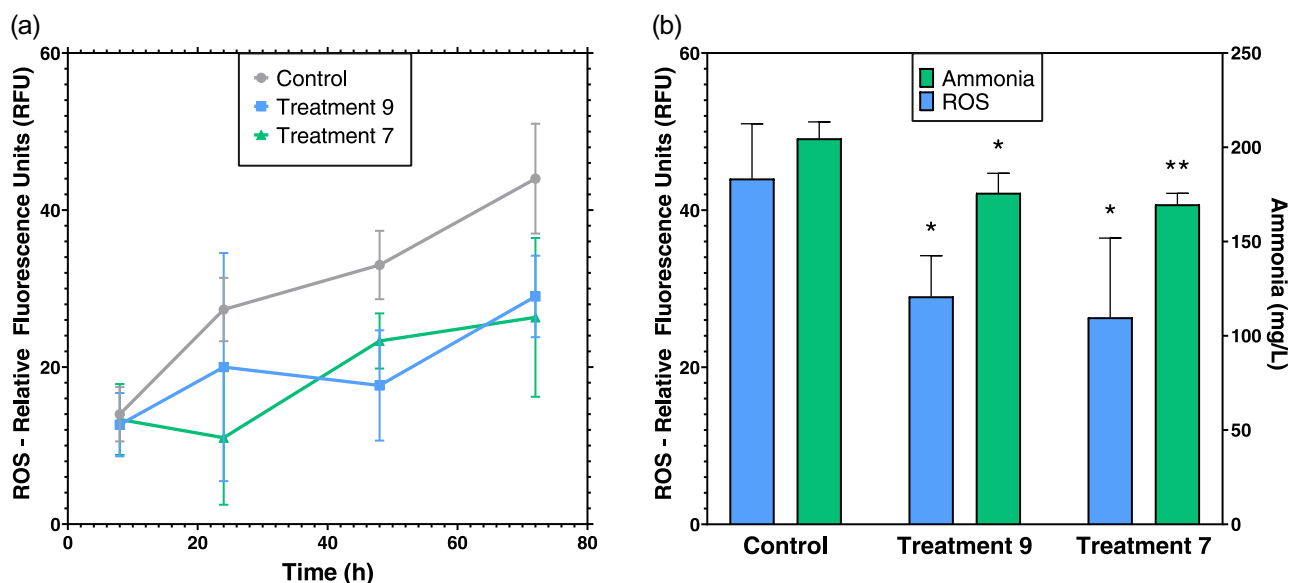 (a)
ROS - Relative Fluorescence Units (RFU)
60
40
20
0
Control
Treatment 9
Treatment 7
0 20 40 60 80
Time (h)
(b)
ROS - Relative Fluorescence Units (RFU)
60
40
20
0
Ammonia
ROS
*
*
*
**
250
200
150
100
50
0
Ammonia (mg/L)
Control Treatment 9 Treatment 7